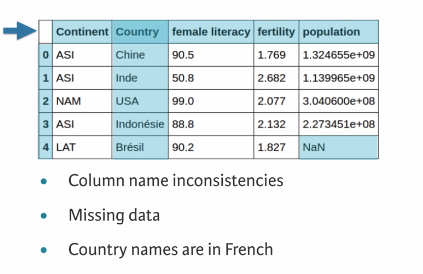 Continent Country female literacy fertility population
0 ASI Chine 90.5 1.769 1.324655e+09
1 ASI Inde 50.8 2.682 1.139965e+09
2 NAM USA 99.0 2.077 3.040600e+08
3 ASI Indonésie 88.8 2.132 2.273451e+08
4 LAT Brésil 90.2 1.827 NaN
• Column name inconsistencies
• Missing data
• Country names are in French